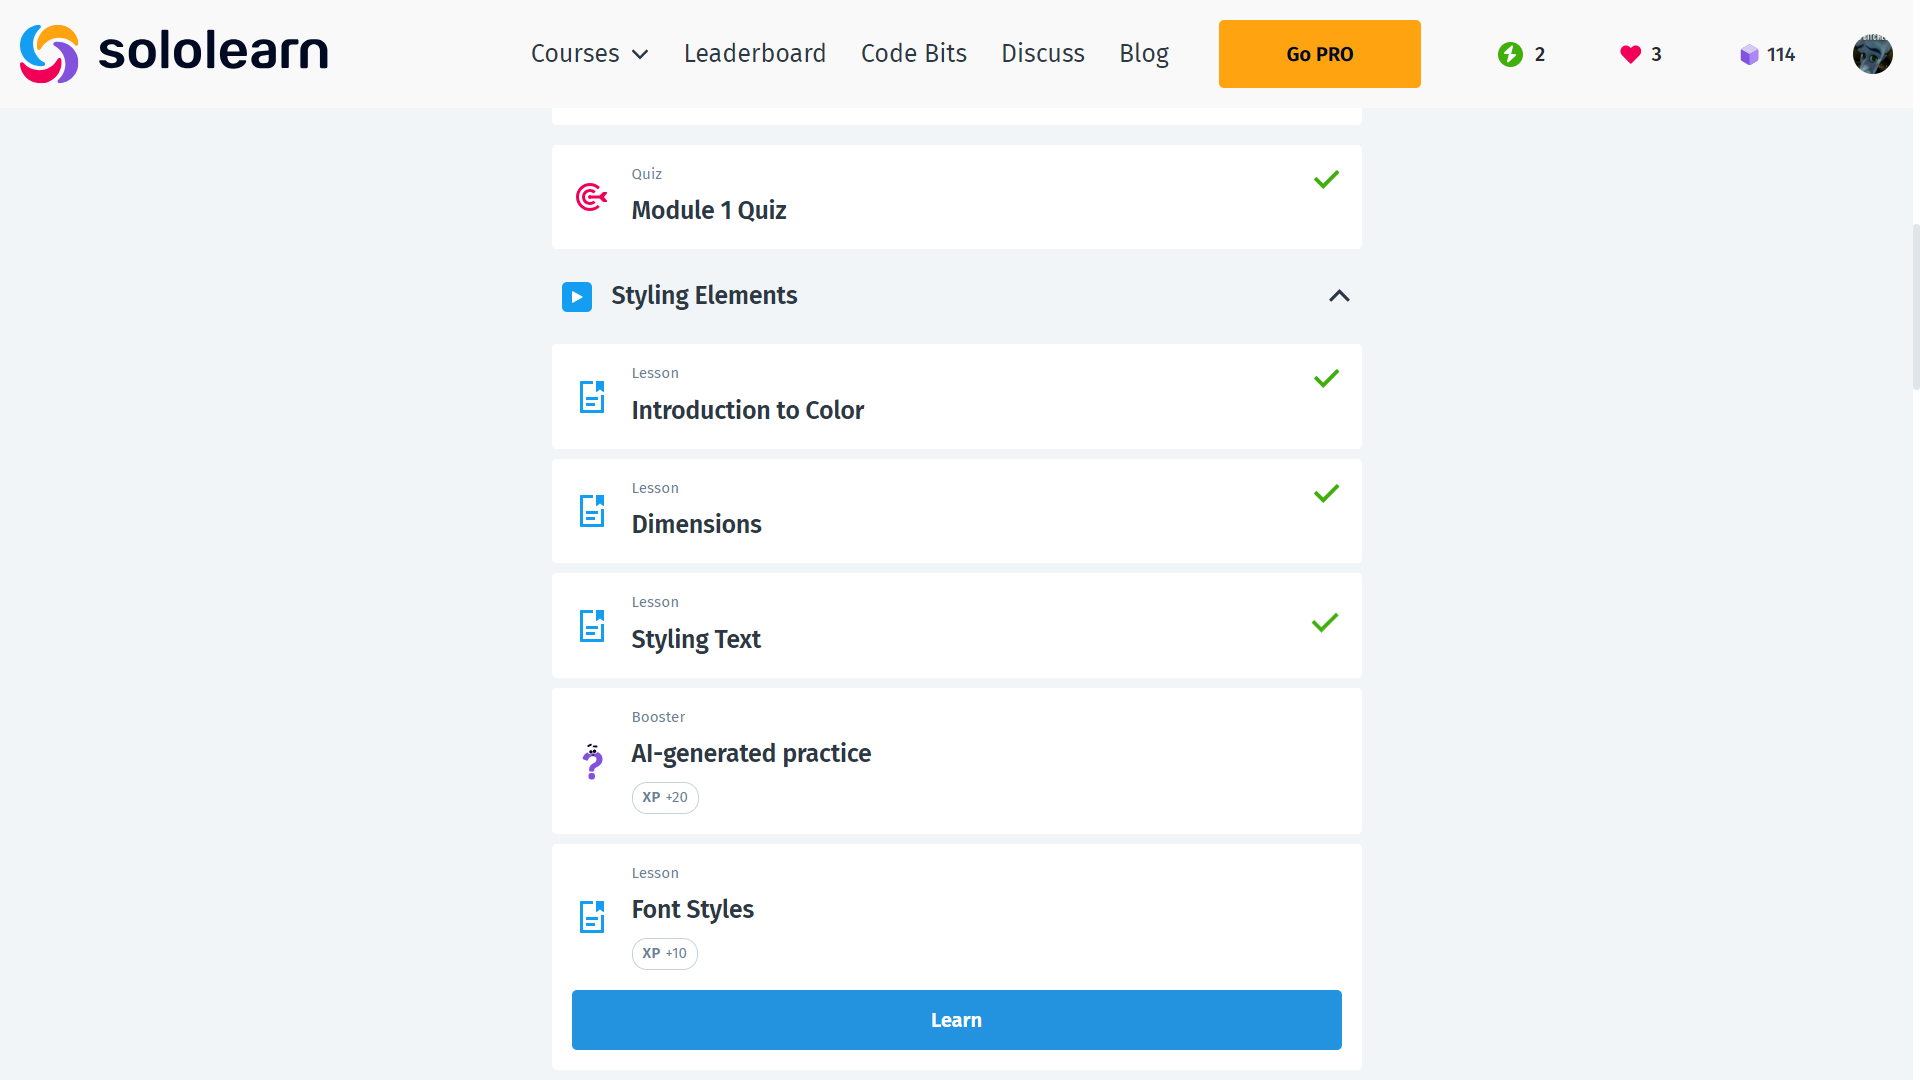 sololearn
Courses
Leaderboard
Code Bits
Discuss
Blog
Go PRO
2
3
114
Quiz
Module 1 Quiz
Styling Elements
Lesson
Introduction to Color
Lesson
Dimensions
Lesson
Styling Text
Booster
AI-generated practice
XP +20
Lesson
Font Styles
XP +10
Learn